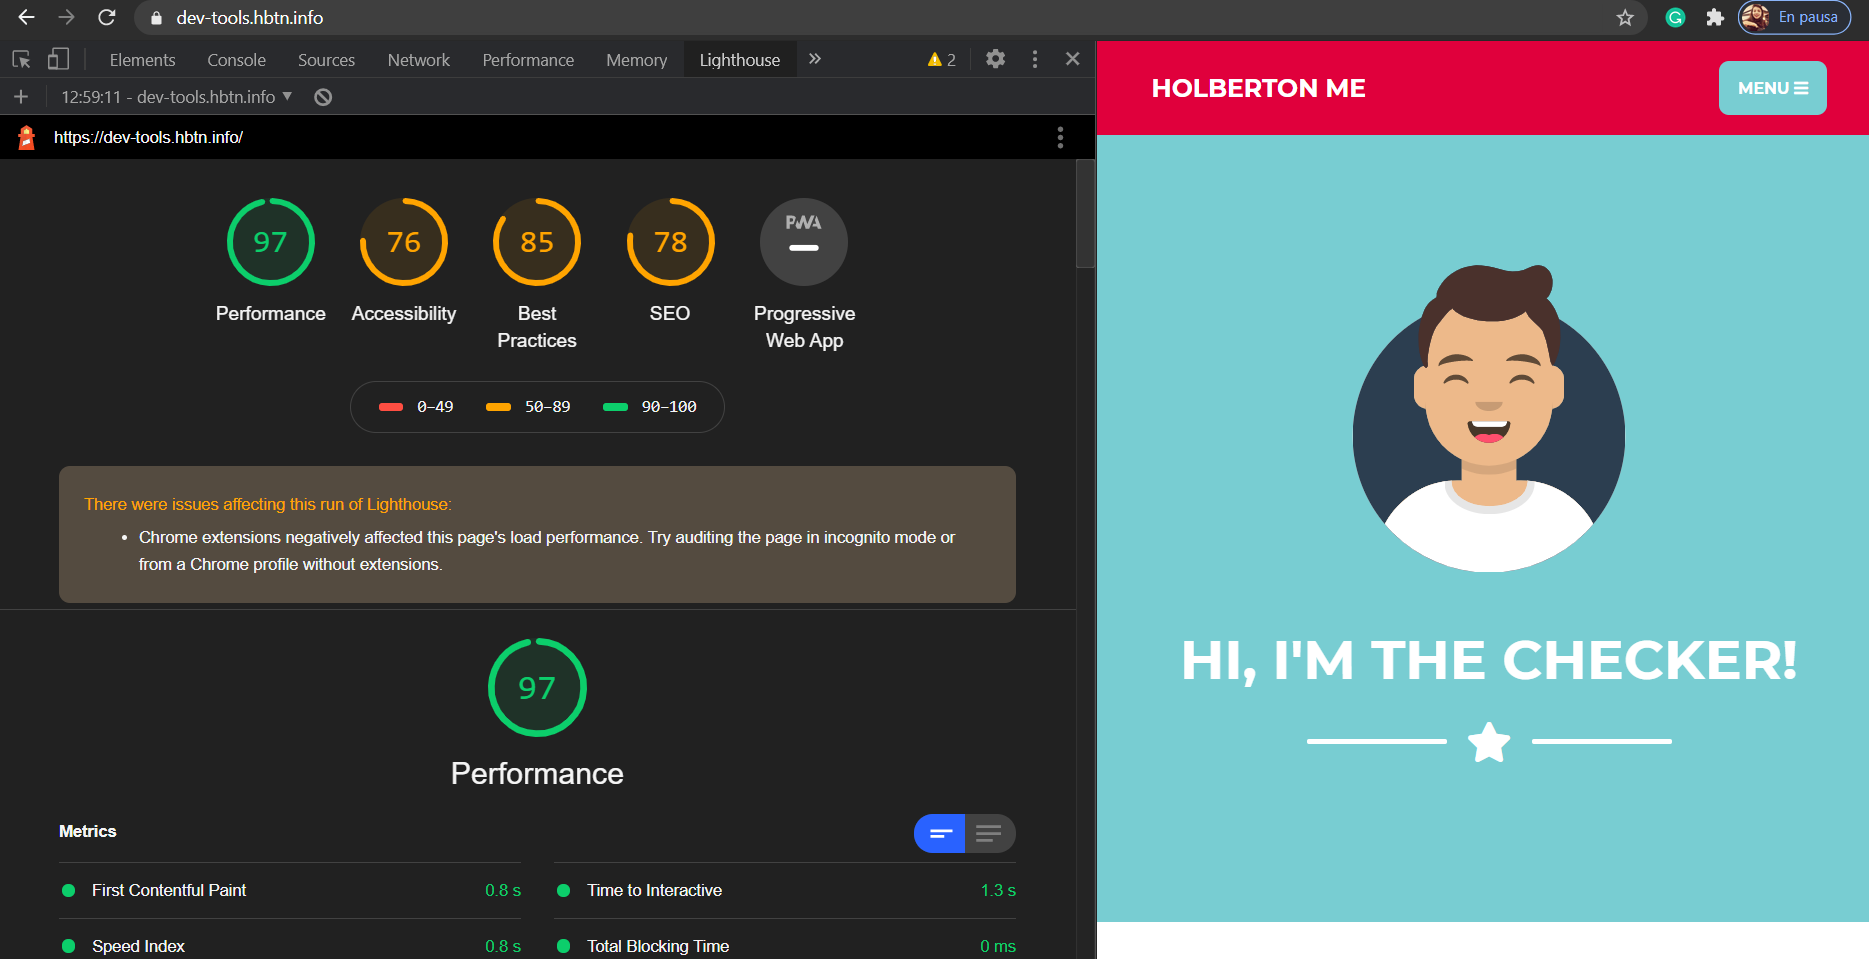 dev-tools.hbtn.info
En pausa
Elements Console Sources Network Performance Memory Lighthouse » 2
12:59:11 - dev-tools.hbtn.info
https://dev-tools.hbtn.info/
97 76 85 78 PWA
Performance Accessibility Best Practices SEO Progressive Web App
0–49 50–89 90–100
There were issues affecting this run of Lighthouse:
• Chrome extensions negatively affected this page's load performance. Try auditing the page in incognito mode or
from a Chrome profile without extensions.
97
Performance
Metrics
First Contentful Paint 0.8 s
Time to Interactive 1.3 s
Speed Index 0.8 s
Total Blocking Time 0 ms
HOLBERTON ME
MENU
HI, I'M THE CHECKER!